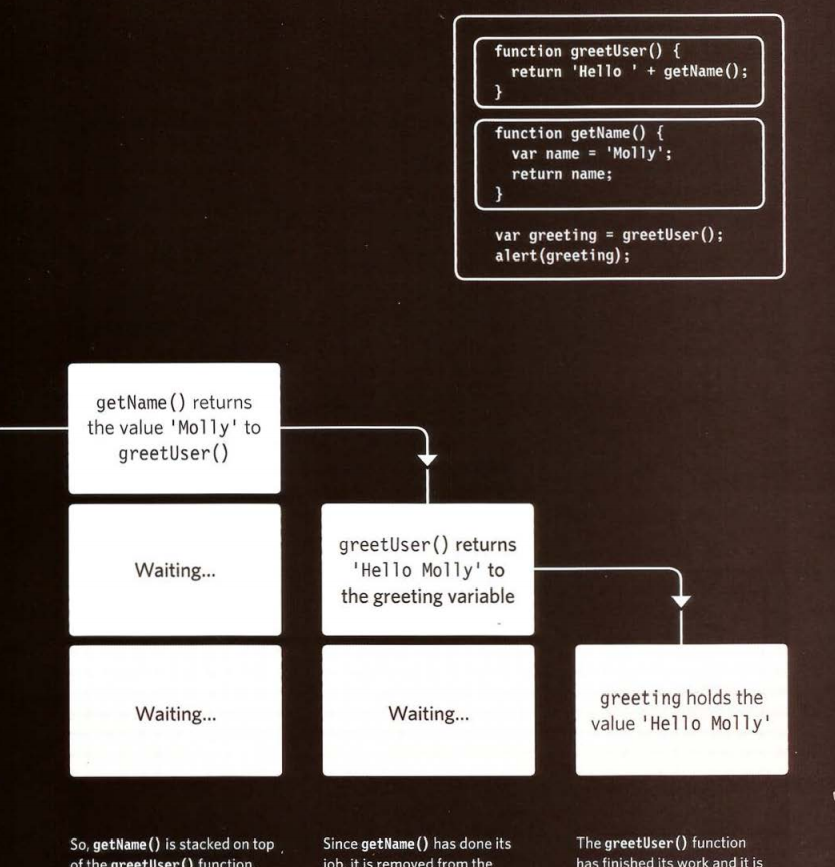 function greetUser() {
return 'Hello ' + getName();
}
function getName() {
var name = 'Molly';
return name;
}
var greeting = greetUser();
alert(greeting);
getName() returns
the value 'Molly' to
greetUser()
Waiting...
Waiting...
greetUser() returns
'Hello Molly' to
the greeting variable
Waiting...
greeting holds the
value 'Hello Molly'
So, getName() is stacked on top
of the greetUser() function
Since getName() has done its
job, it is removed from the
The greetUser() function
has finished its work and it is